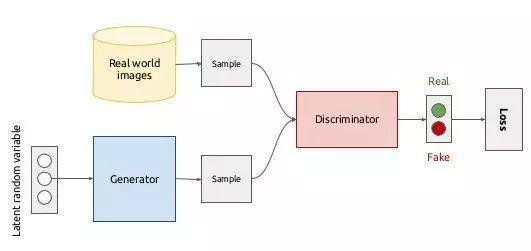 Real world
images
Sample
Real
Discriminator
Loss
Fake
Latent random variable
Generator
Sample